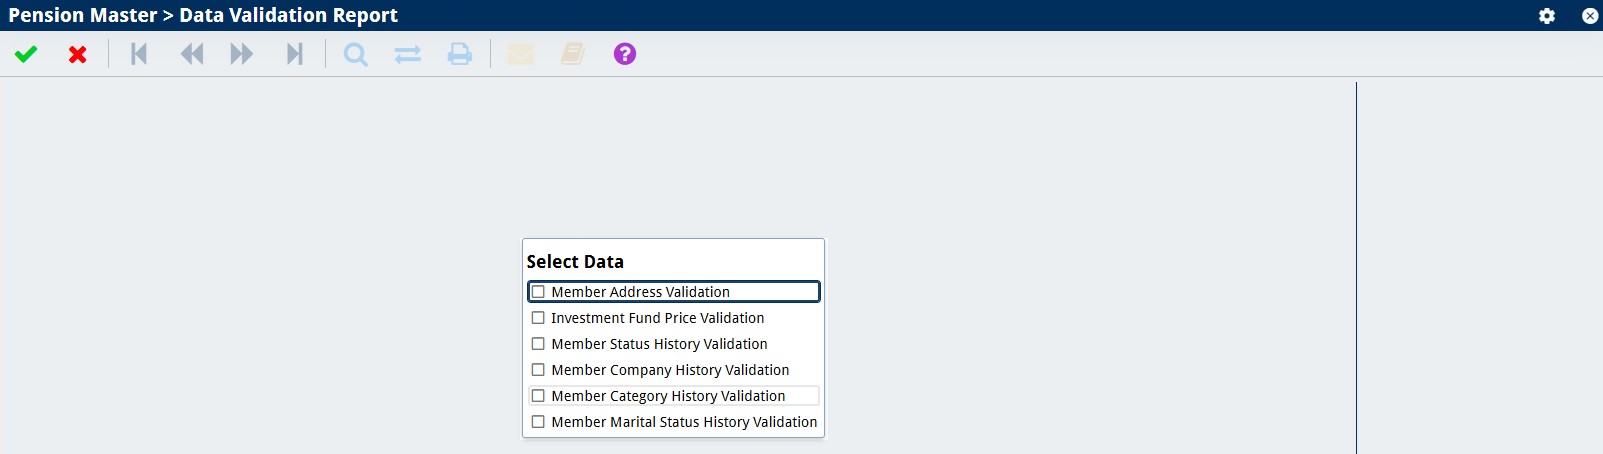 Pension Master > Data Validation Report
?
Select Data
Member Address Validation
Investment Fund Price Validation
Member Status History Validation
Member Company History Validation
Member Category History Validation
Member Marital Status History Validation